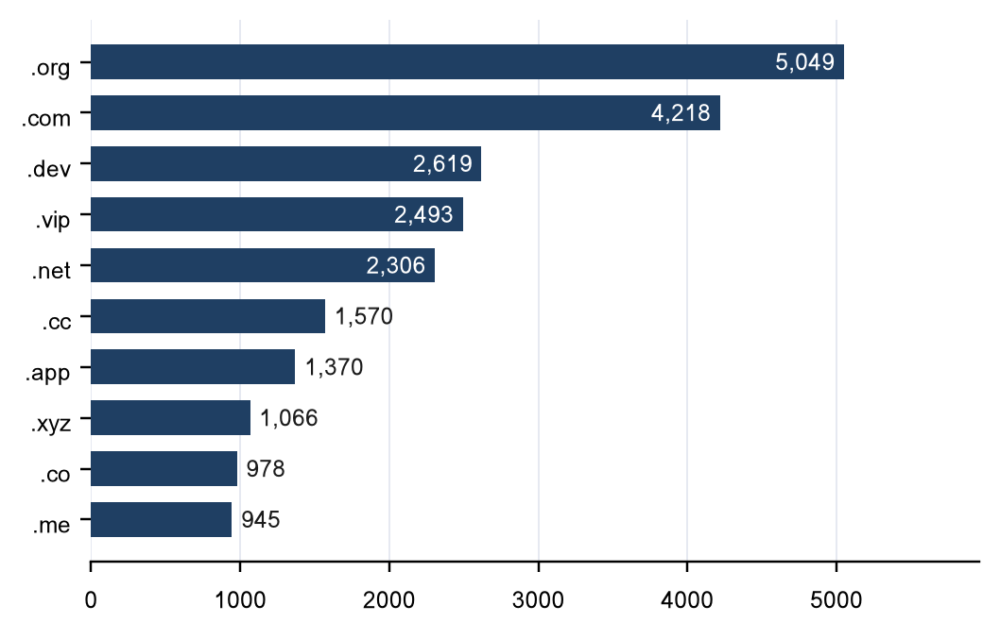 .org 5,049
.com 4,218
.dev 2,619
.vip 2,493
.net 2,306
.cc 1,570
.app 1,370
.xyz 1,066
.co 978
.me 945
0 1000 2000 3000 4000 5000